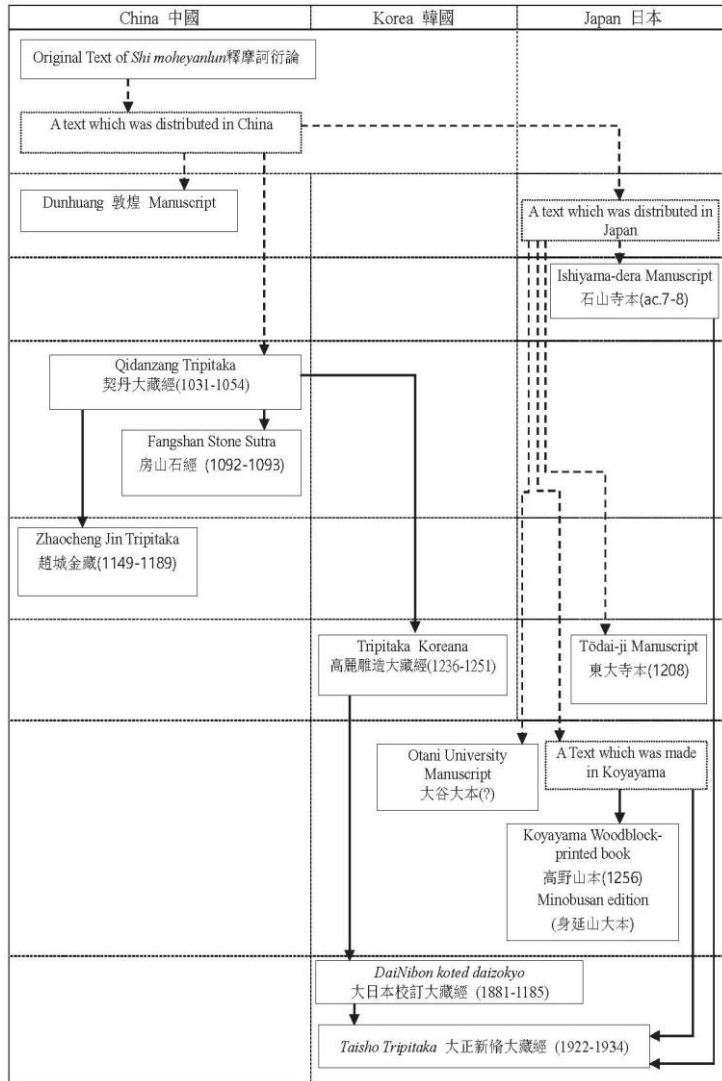 China 中國
Korea 韓國
Japan 日本
Original Text of Shi moheyanlun釋摩訶衍論
A text which was distributed in China
Dunhuang 敦煌 Manuscript
A text which was distributed in
Japan
Ishiyama-dera Manuscript
石山寺本(ac.7-8)
Qidanzang Tripitaka
契丹大藏經(1031-1054)
Fangshan Stone Sutra
房山石經 (1092-1093)
Zhaocheng Jin Tripitaka
趙城金藏(1149-1189)
Tripitaka Koreana
高麗雕造大藏經(1236-1251)
Tōdai-ji Manuscript
東大寺本(1208)
Otani University
Manuscript
大谷大本(?)
A Text which was made
in Koyayama
Koyayama Woodblock-
printed book
高野山本(1256)
Minobusan edition
(身延山大本)
DaiNibon koted daizokyo
大日本校訂大藏經 (1881-1185)
Taisho Tripitaka 大正新脩大藏經 (1922-1934)